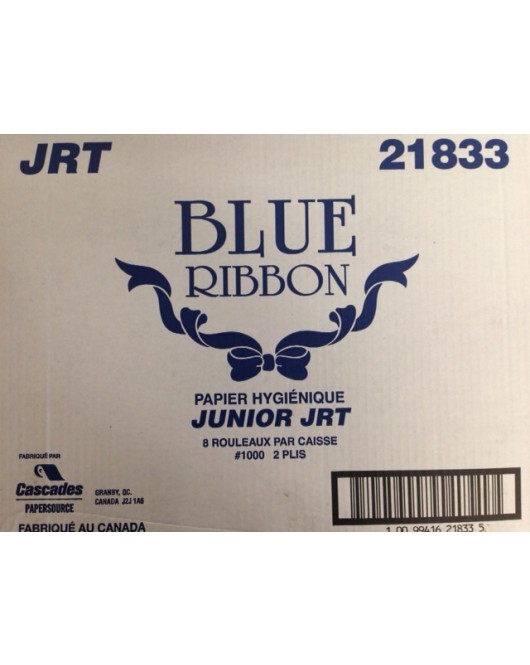 JRT
21833
BLUE
RIBBON
PAPIER HYGIÉNIQUE
JUNIOR JRT
8 ROULEAUX PAR CAISSE
#1000 2 PLIS
FABRIQUÉ PAR
Cascades
PAPERSOURCE
GRANBY, QC.
CANADA J2J 1A6
FABRIQUÉ AU CANADA
1 00 99416 21833 5